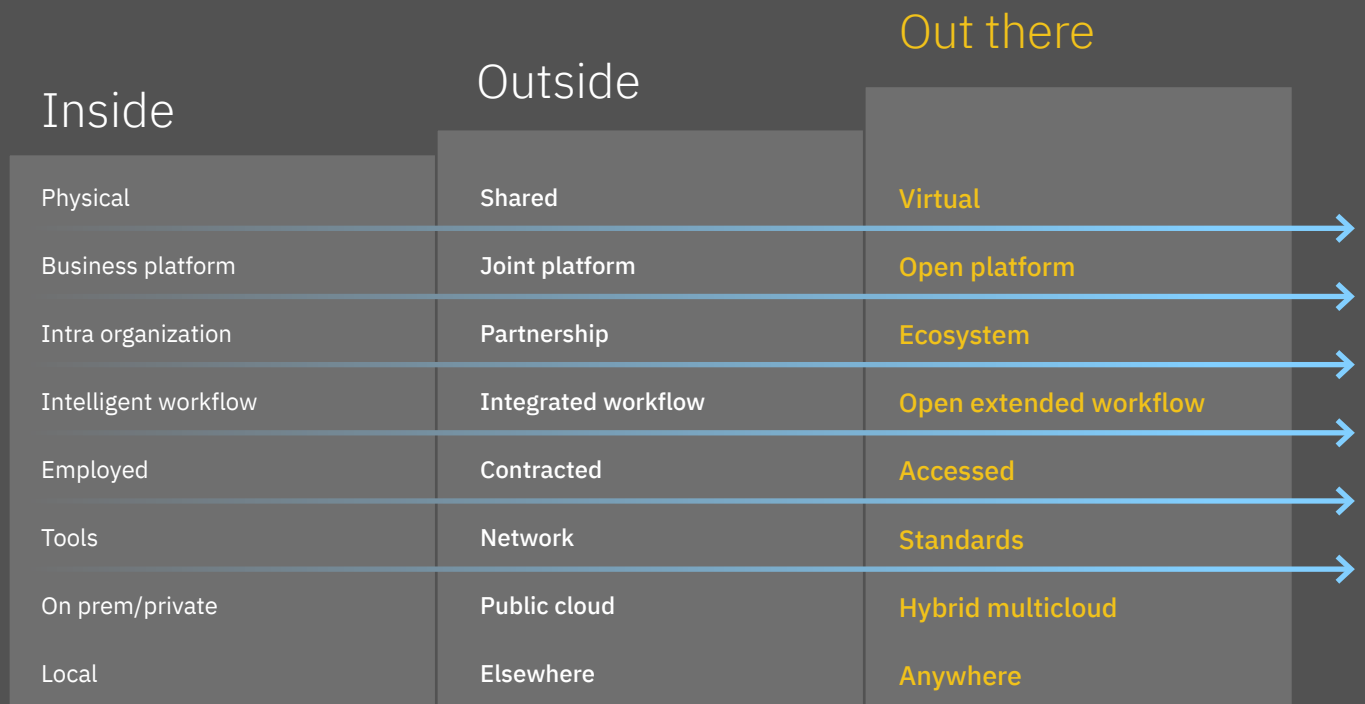 Inside
Outside
Out there
Physical
Shared
Virtual
Business platform
Joint platform
Open platform
Intra organization
Partnership
Ecosystem
Intelligent workflow
Integrated workflow
Open extended workflow
Employed
Contracted
Accessed
Tools
Network
Standards
On prem/private
Public cloud
Hybrid multicloud
Local
Elsewhere
Anywhere